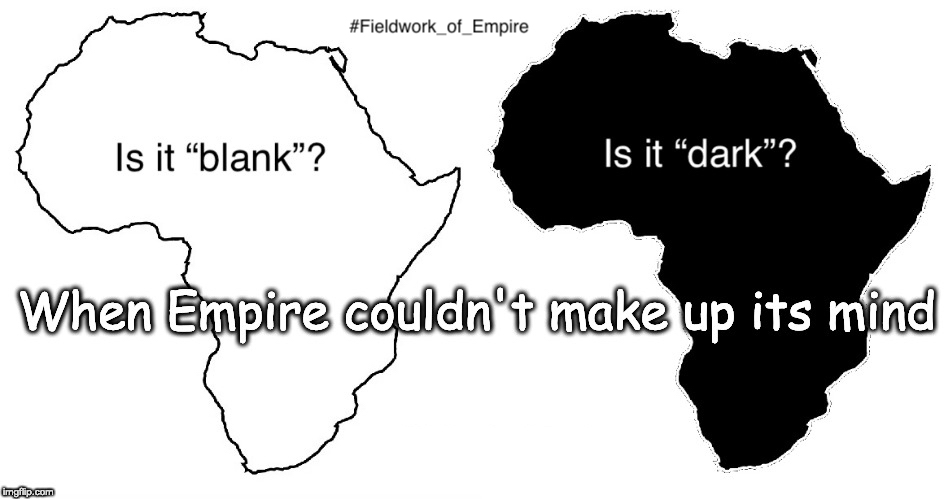 #Fieldwork_of_Empire
Is it “blank”?
Is it “dark”?
When Empire couldn't make up its mind
imgflip.com